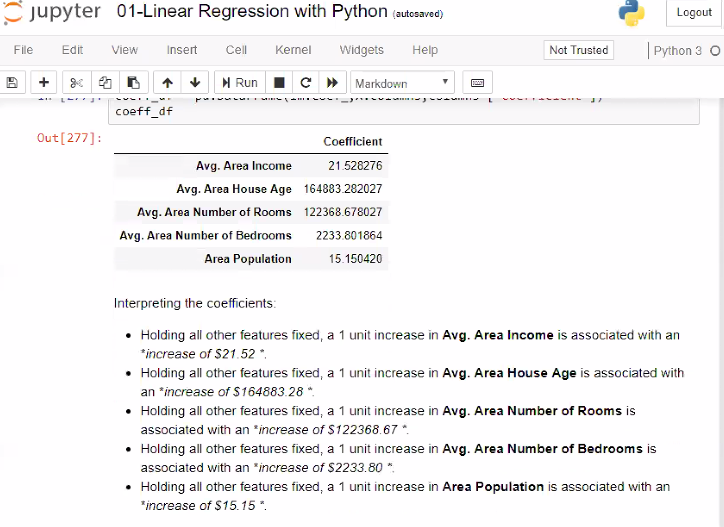 jupyter 01-Linear Regression with Python (autosaved)
Logout
File Edit View Insert Cell Kernel Widgets Help Not Trusted Python 3
Run Markdown
coeff_df
Out[277]:
Coefficient
Avg. Area Income 21.528276
Avg. Area House Age 164883.282027
Avg. Area Number of Rooms 122368.678027
Avg. Area Number of Bedrooms 2233.801864
Area Population 15.150420
Interpreting the coefficients:
• Holding all other features fixed, a 1 unit increase in Avg. Area Income is associated with an
*increase of $21.52 *.
• Holding all other features fixed, a 1 unit increase in Avg. Area House Age is associated with
an *increase of $164883.28 *.
• Holding all other features fixed, a 1 unit increase in Avg. Area Number of Rooms is
associated with an *increase of $122368.67 *.
• Holding all other features fixed, a 1 unit increase in Avg. Area Number of Bedrooms is
associated with an *increase of $2233.80 *.
• Holding all other features fixed, a 1 unit increase in Area Population is associated with an
*increase of $15.15 *.